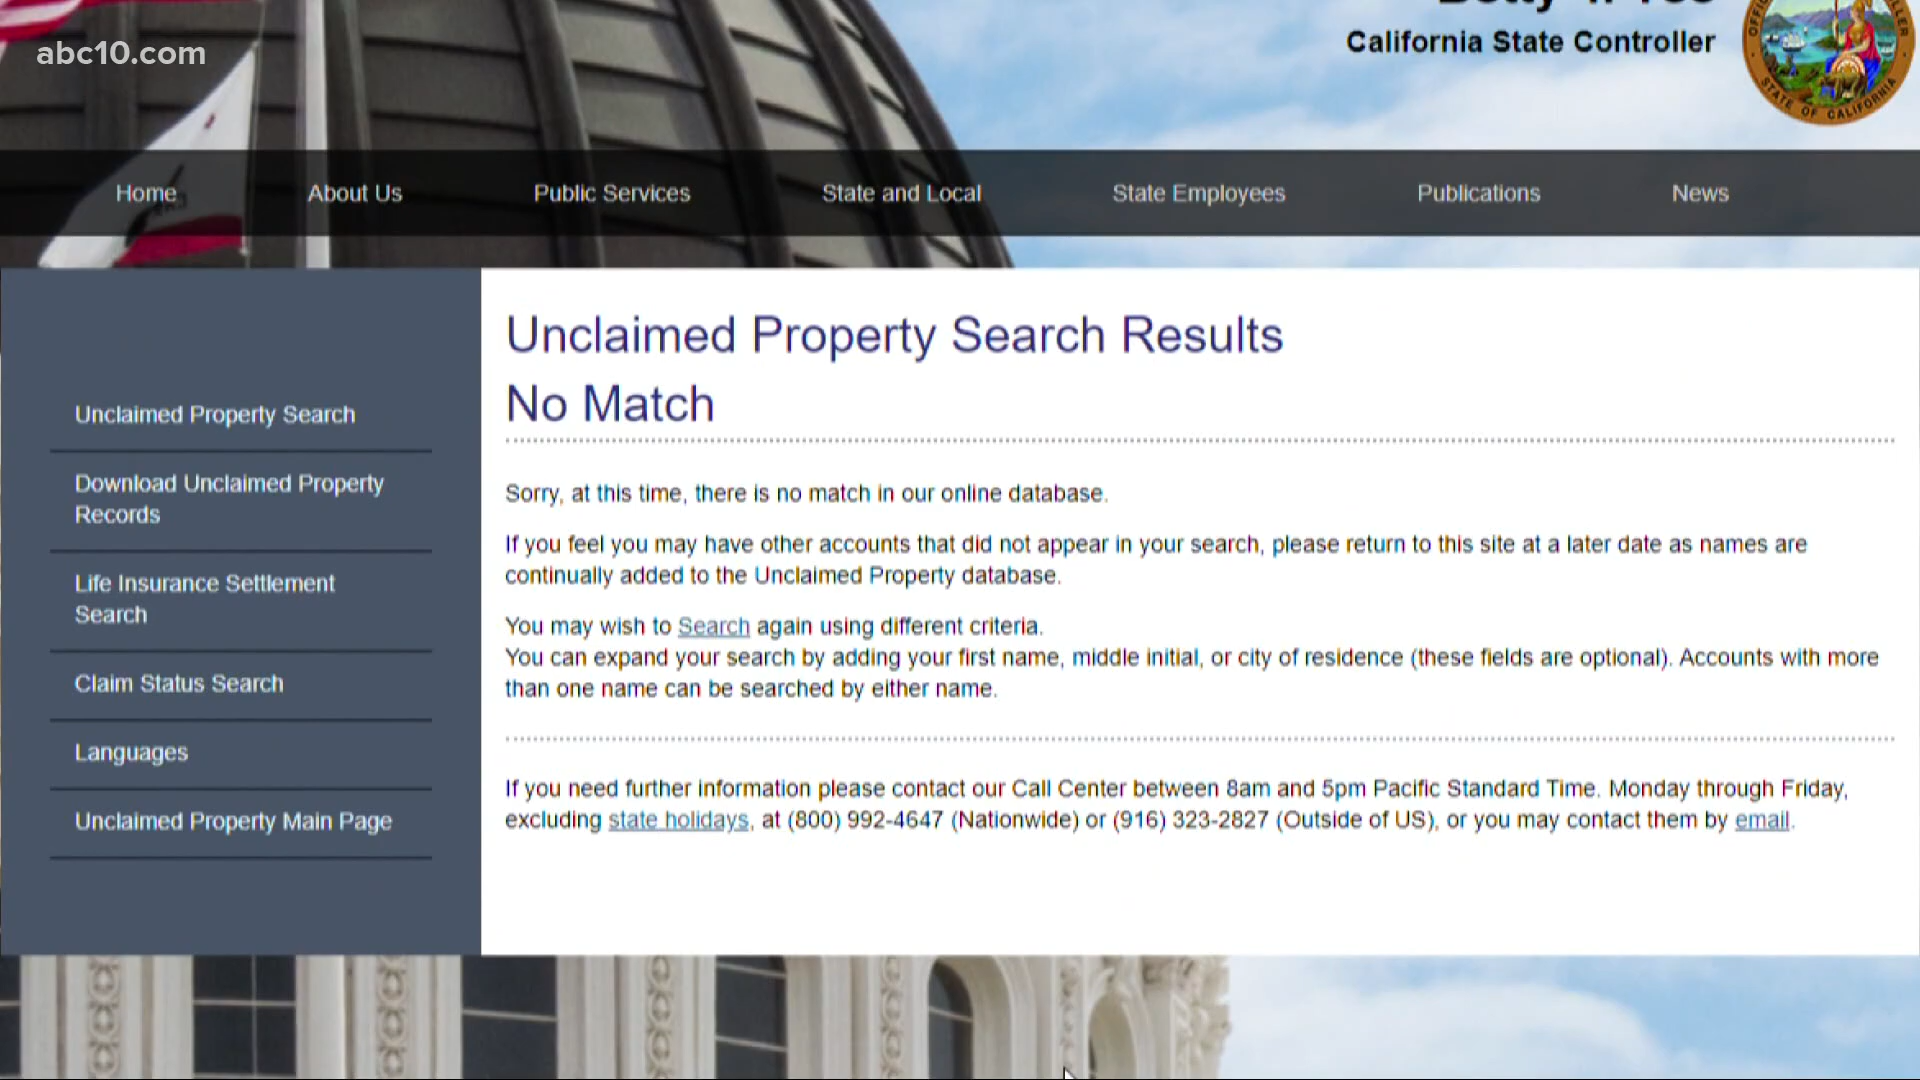 abc10.com
California State Controller
STATE OF CALIFORNIA
Home About Us Public Services State and Local State Employees Publications News
Unclaimed Property Search
Download Unclaimed Property
Records
Life Insurance Settlement
Search
Claim Status Search
Languages
Unclaimed Property Main Page
Unclaimed Property Search Results
No Match
Sorry, at this time, there is no match in our online database.
If you feel you may have other accounts that did not appear in your search, please return to this site at a later date as names are
continually added to the Unclaimed Property database.
You may wish to Search again using different criteria.
You can expand your search by adding your first name, middle initial, or city of residence (these fields are optional). Accounts with more
than one name can be searched by either name.
If you need further information please contact our Call Center between 8am and 5pm Pacific Standard Time. Monday through Friday,
excluding state holidays, at (800) 992-4647 (Nationwide) or (916) 323-2827 (Outside of US), or you may contact them by email.